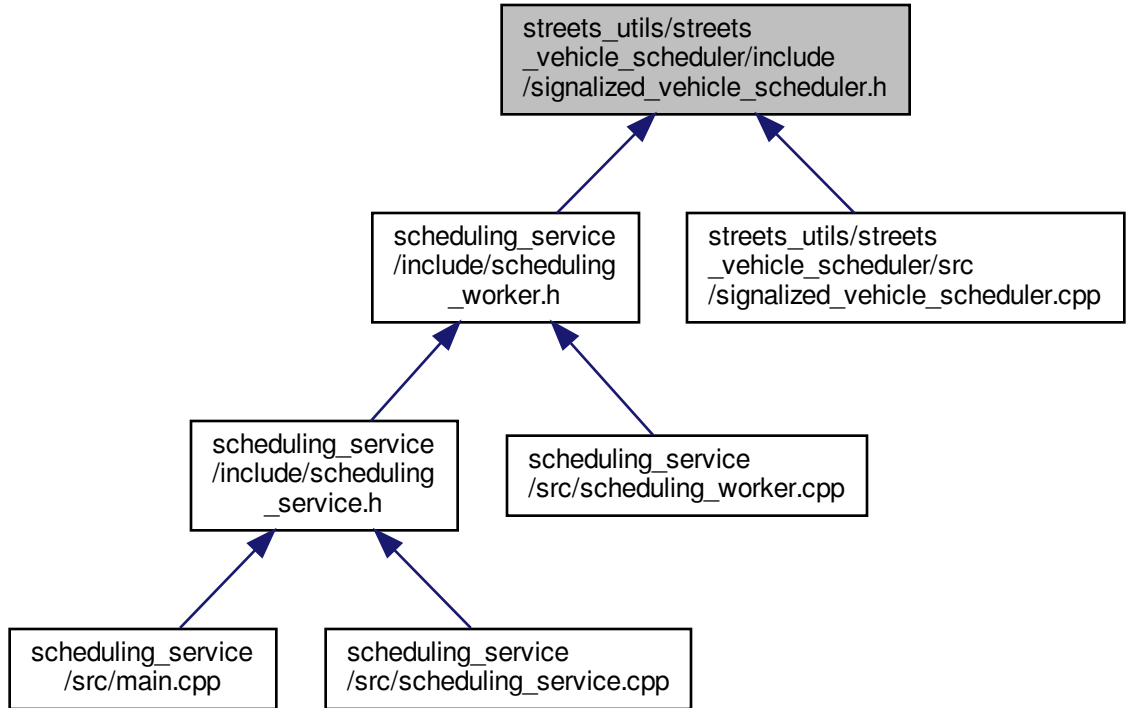 streets_utils/streets
_vehicle_scheduler/include
/signalized_vehicle_scheduler.h
scheduling_service
/include/scheduling
_worker.h
streets_utils/streets
_vehicle_scheduler/src
/signalized_vehicle_scheduler.cpp
scheduling_service
/include/scheduling
_service.h
scheduling_service
/src/scheduling_worker.cpp
scheduling_service
/src/main.cpp
scheduling_service
/src/scheduling_service.cpp